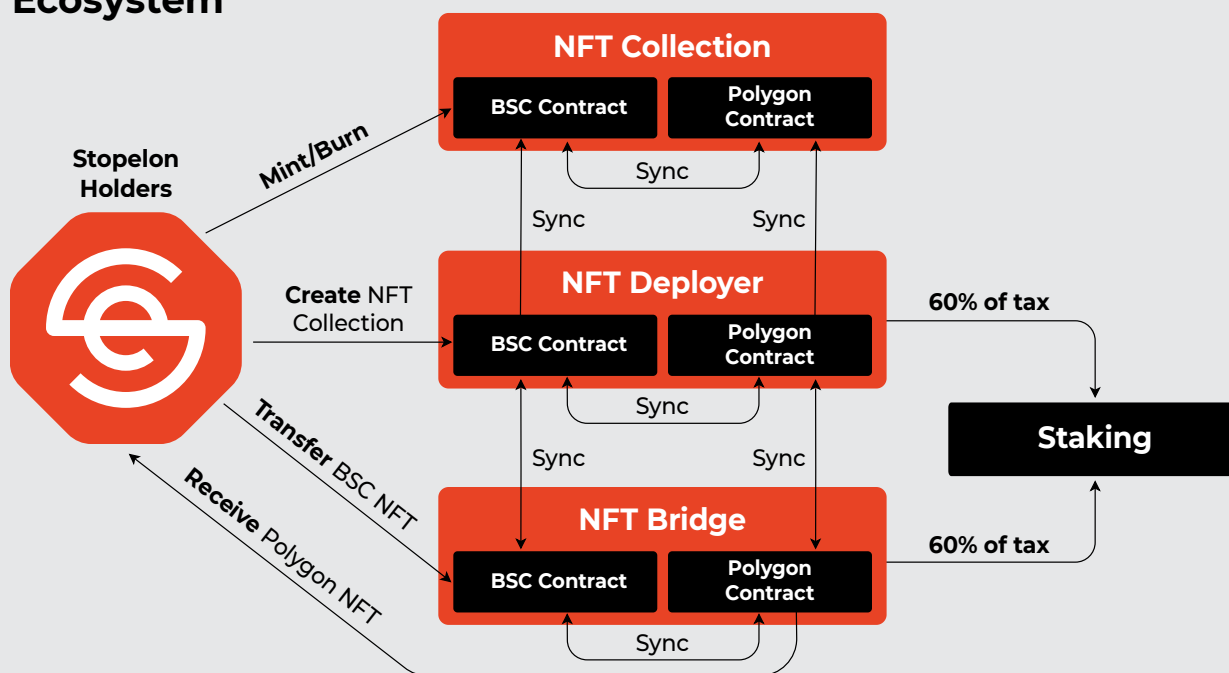 Ecosystem
NFT Collection
BSC Contract
Polygon
Contract
Sync
Stopelon
Holders
Mint/Burn
Sync
Sync
NFT Deployer
Create NFT
Collection
BSC Contract
Polygon
Contract
Sync
60% of tax
Staking
Transfer BSC NFT
Sync
Sync
Receive Polygon NFT
NFT Bridge
BSC Contract
Polygon
Contract
Sync
60% of tax